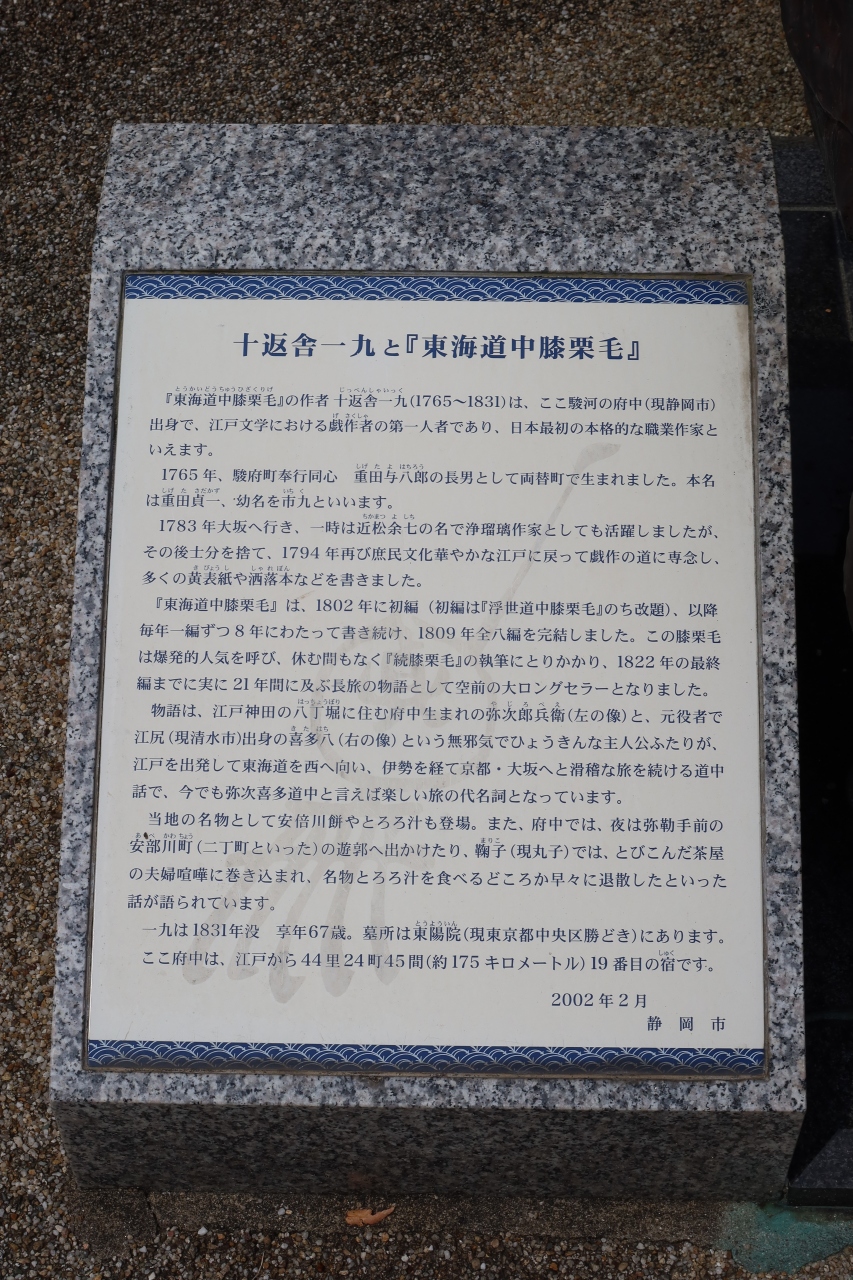 十返舎一九と『東海道中膝栗毛』
『東海道中膝栗毛』の作者 十返舎一九(1765〜1831)は、ここ駿河の府中(現静岡市)
出身で、江戸文学における戯作者の第一人者であり、日本最初の本格的な職業作家と
いえます。
1765年、駿府町奉行同心 重田与八郎の長男として両替町で生まれました。本名
は重田貞一、幼名を市九といいます。
1783年大坂へ行き、一時は近松余七の名で浄瑠璃作家としても活躍しましたが、
その後士分を捨て、1794年再び庶民文化華やかな江戸に戻って戯作の道に専念し、
多くの黄表紙や洒落本などを書きました。
『東海道中膝栗毛』は、1802年に初編(初編は『浮世道中膝栗毛』のち改題)、以降
毎年一編ずつ8年にわたって書き続け、1809年全八編を完結しました。この膝栗毛
は爆発的人気を呼び、休む間もなく『続膝栗毛』の執筆にとりかかり、1822年の最終
編までに実に21年間に及ぶ長旅の物語として空前の大ロングセラーとなりました。
物語は、江戸神田の八丁堀に住む府中生まれの弥次郎兵衛(左の像)と、元役者で
江尻(現清水市)出身の喜多八(右の像)という無邪気でひょうきんな主人公ふたりが、
江戸を出発して東海道を西へ向い、伊勢を経て京都・大坂へと滑稽な旅を続ける道中
話で、今でも弥次喜多道中と言えば楽しい旅の代名詞となっています。
当地の名物として安倍川餅やとろろ汁も登場。また、府中では、夜は弥勒手前の
安部川町(二丁町といった)の遊郭へ出かけたり、鞠子(現丸子)では、とびこんだ茶屋
の夫婦喧嘩に巻き込まれ、名物とろろ汁を食べるどころか早々に退散したといった
話が語られています。
一九は1831年没 享年67歳。墓所は東陽院(現東京都中央区勝どき)にあります。
ここ府中は、江戸から44里24町45間(約175キロメートル)19番目の宿です。
2002年2月
静岡市